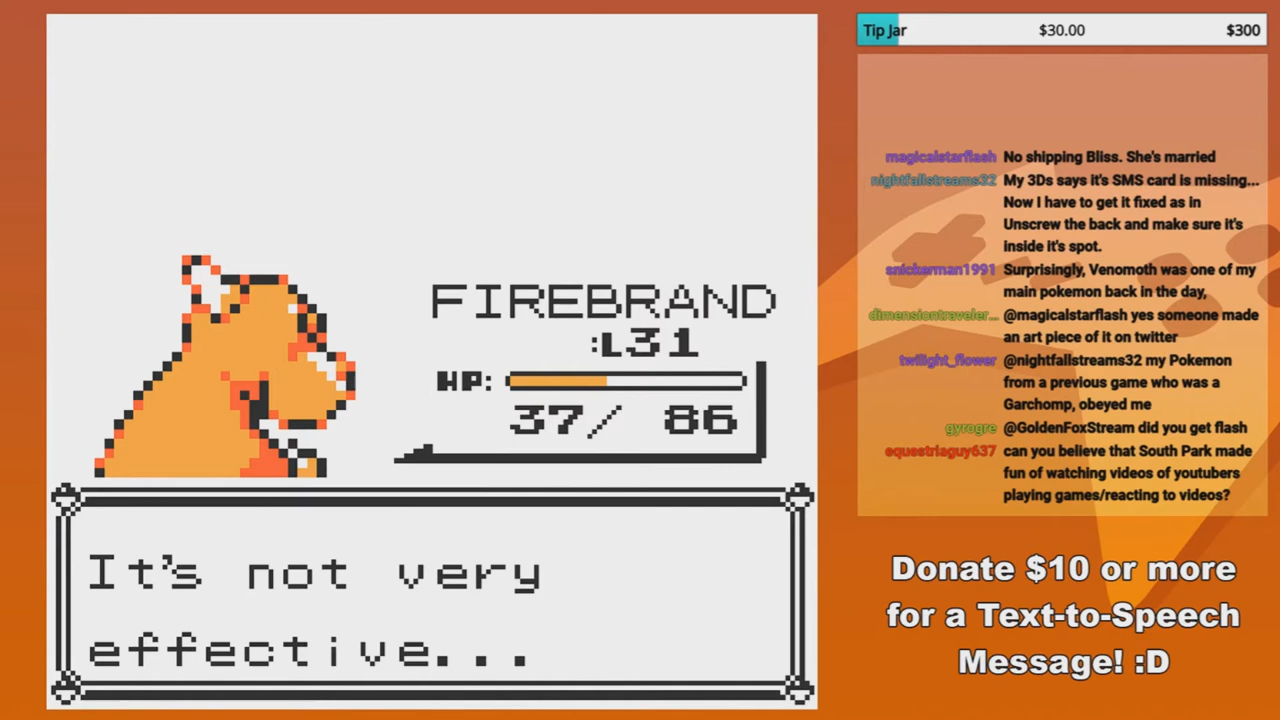 FIREBRAND
:L31
HP:
37/ 86
It's not very
effective...
Tip Jar $30.00 $300
magicalstarflash No shipping Bliss. She's married
nightfallstreams32 My 3Ds says it's SMS card is missing...
Now I have to get it fixed as in
Unscrew the back and make sure it's
inside it's spot.
snickerman1991 Surprisingly, Venomoth was one of my
main pokemon back in the day,
dimensiontraveler... @magicalstarflash yes someone made
an art piece of it on twitter
twilight_flower @nightfallstreams32 my Pokemon
from a previous game who was a
Garchomp, obeyed me
gyrogre @GoldenFoxStream did you get flash
equestriaguy637 can you believe that South Park made
fun of watching videos of youtubers
playing games/reacting to videos?
Donate $10 or more
for a Text-to-Speech
Message! :D